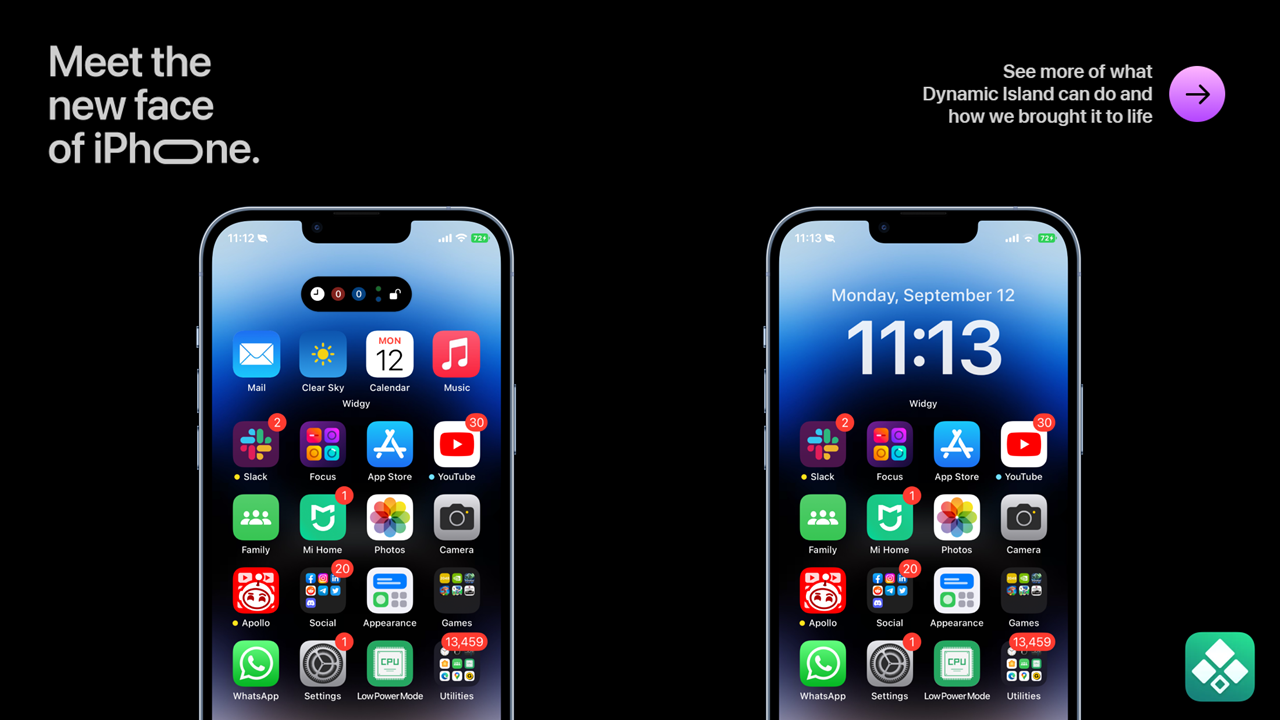 Meet the
new face
of iPhone.
See more of what
Dynamic Island can do and
how we brought it to life
11:12
72+
0 0
Mail
Clear Sky
MON
12
Calendar
Music
Widgy
2
30
Slack
Focus
App Store
YouTube
1
Family
Mi Home
Photos
Camera
20
Apollo
Social
Appearance
Games
1
13,459
CPU
WhatsApp
Settings
LowPowerMode
Utilities
11:13
72+
Monday, September 12
11:13
Widgy
2
30
Slack
Focus
App Store
YouTube
1
Family
Mi Home
Photos
Camera
20
Apollo
Social
Appearance
Games
1
13,459
CPU
WhatsApp
Settings
LowPowerMode
Utilities